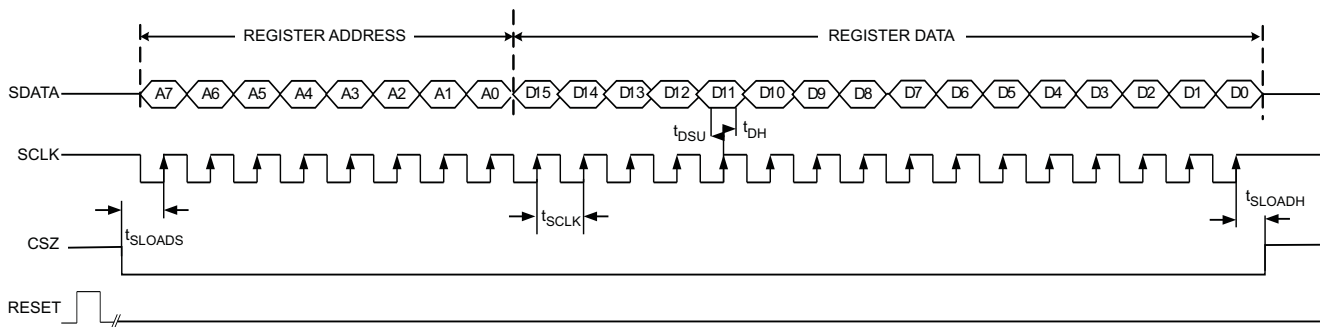 REGISTER ADDRESS REGISTER DATA
SDATA A7 A6 A5 A4 A3 A2 A1 A0 D15 D14 D13 D12 D11 D10 D9 D8 D7 D6 D5 D4 D3 D2 D1 D0
tDSU tDH
SCLK
tSLOADS tSCLK tSLOADH
CSZ
RESET